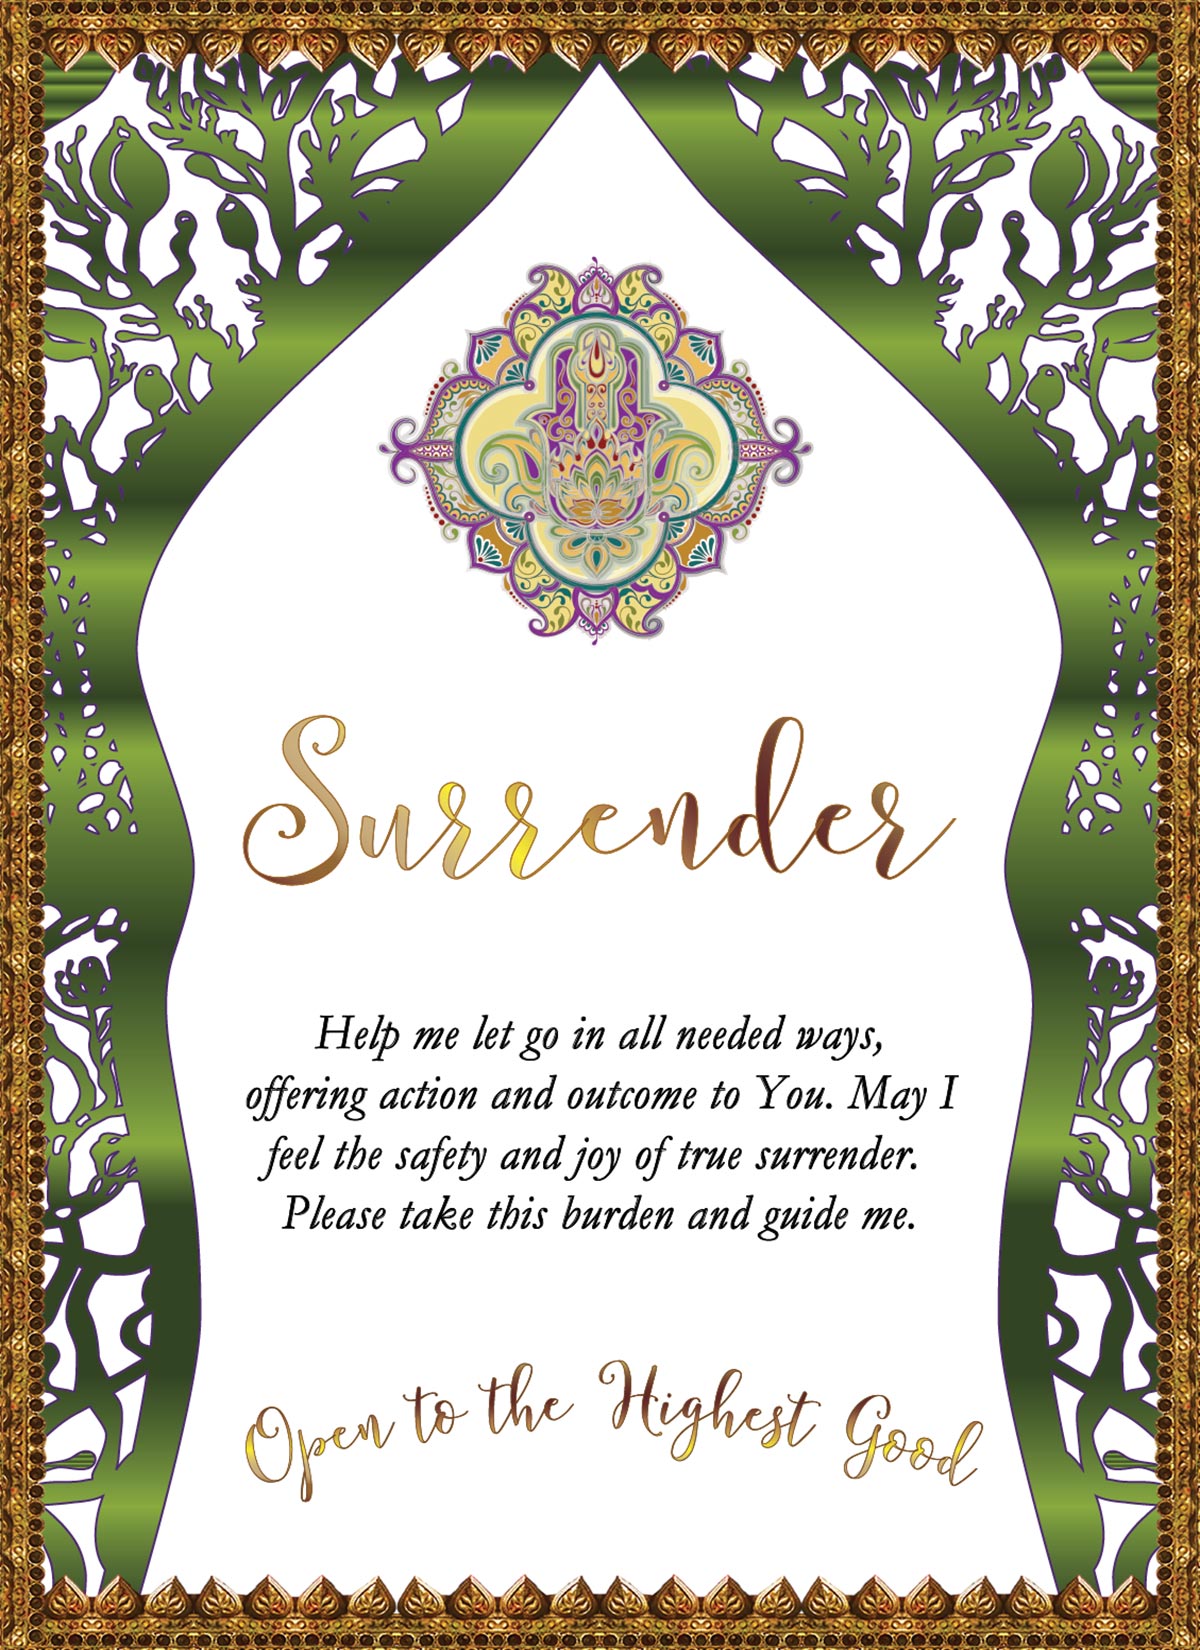 Surrender
Help me let go in all needed ways,
offering action and outcome to You. May I
feel the safety and joy of true surrender.
Please take this burden and guide me.
Open to the Highest Good